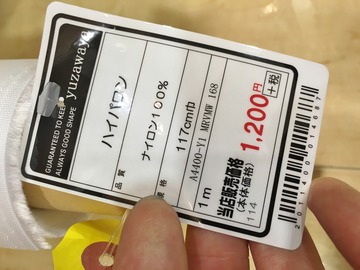 GUARANTEED TO KEEP
ALWAYS GOOD SHAPE
yuzawaya
ハイパロン
品質
ナイロン100%
格
117cm巾
A4400-Y1 MRVMW 168
1m
当店販売価格
(本体価格)
114
1,200円
+税
2011400014687